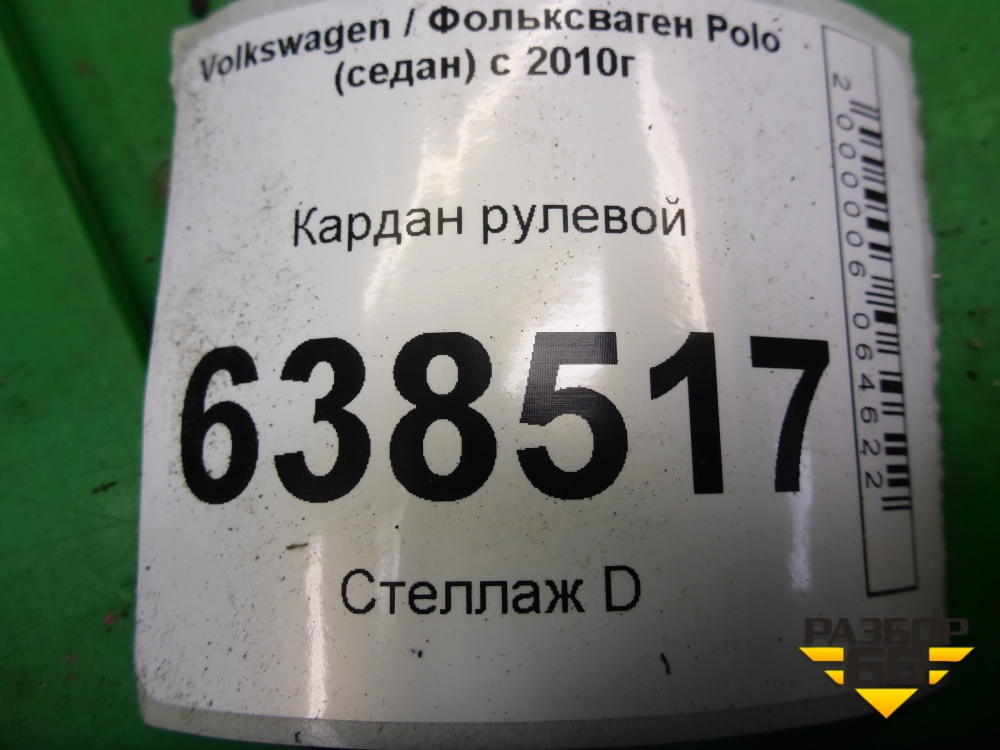 Volkswagen / Фольксваген Polo
(седан) с 2010г
Кардан рулевой
638517
Стеллаж D
2000006064622
РАЗБОР
66